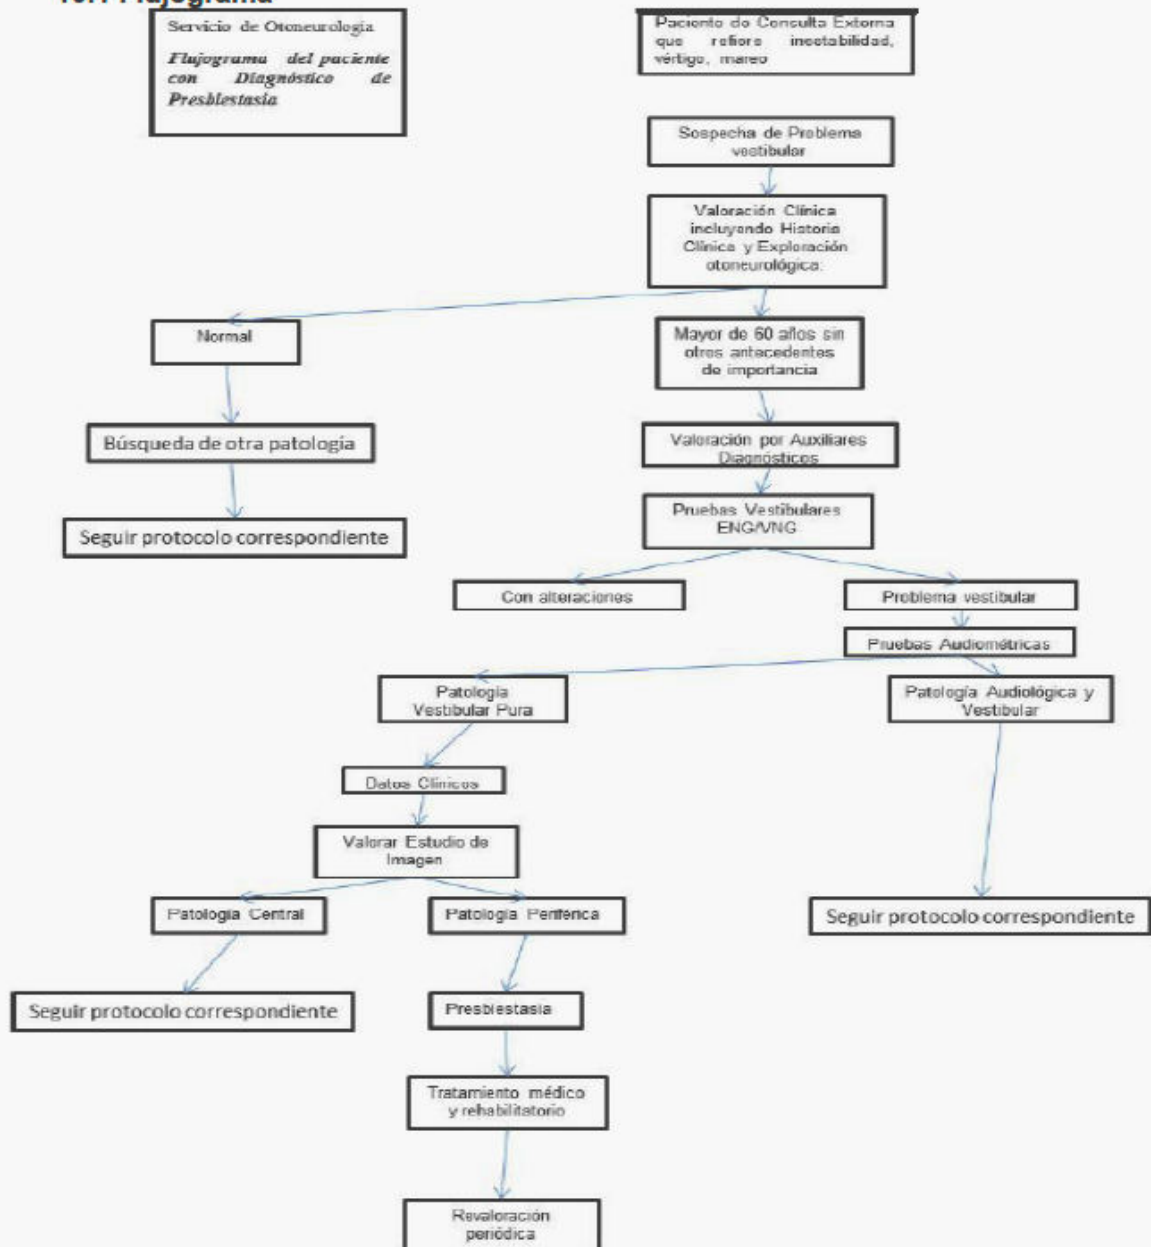 Flujograma
Servicio de Otoneurología
Flujograma del paciente
con Diagnóstico de
Presbiestasia
Paciente de Consulta Externa
que refiere inestabilidad,
vértigo, mareo
Sospecha de Problema
vestibular
Valoración Clínica
incluyendo Historia
Clínica y Exploración
otoneurológica.
Normal
Mayor de 60 años sin
otros antecedentes
de importancia
Búsqueda de otra patología
Valoración por Auxiliares
Diagnósticos
Seguir protocolo correspondiente
Pruebas Vestibulares
ENG/VNG
Con alteraciones
Problema vestibular
Pruebas Audiométricas
Patología
Vestibular Pura
Patología Audiológica y
Vestibular
Datos Clínicos
Valorar Estudio de
Imagen
Patología Central
Patología Periférica
Seguir protocolo correspondiente
Seguir protocolo correspondiente
Presbiestasia
Tratamiento médico
y rehabilitatorio
Revaloración
periódica